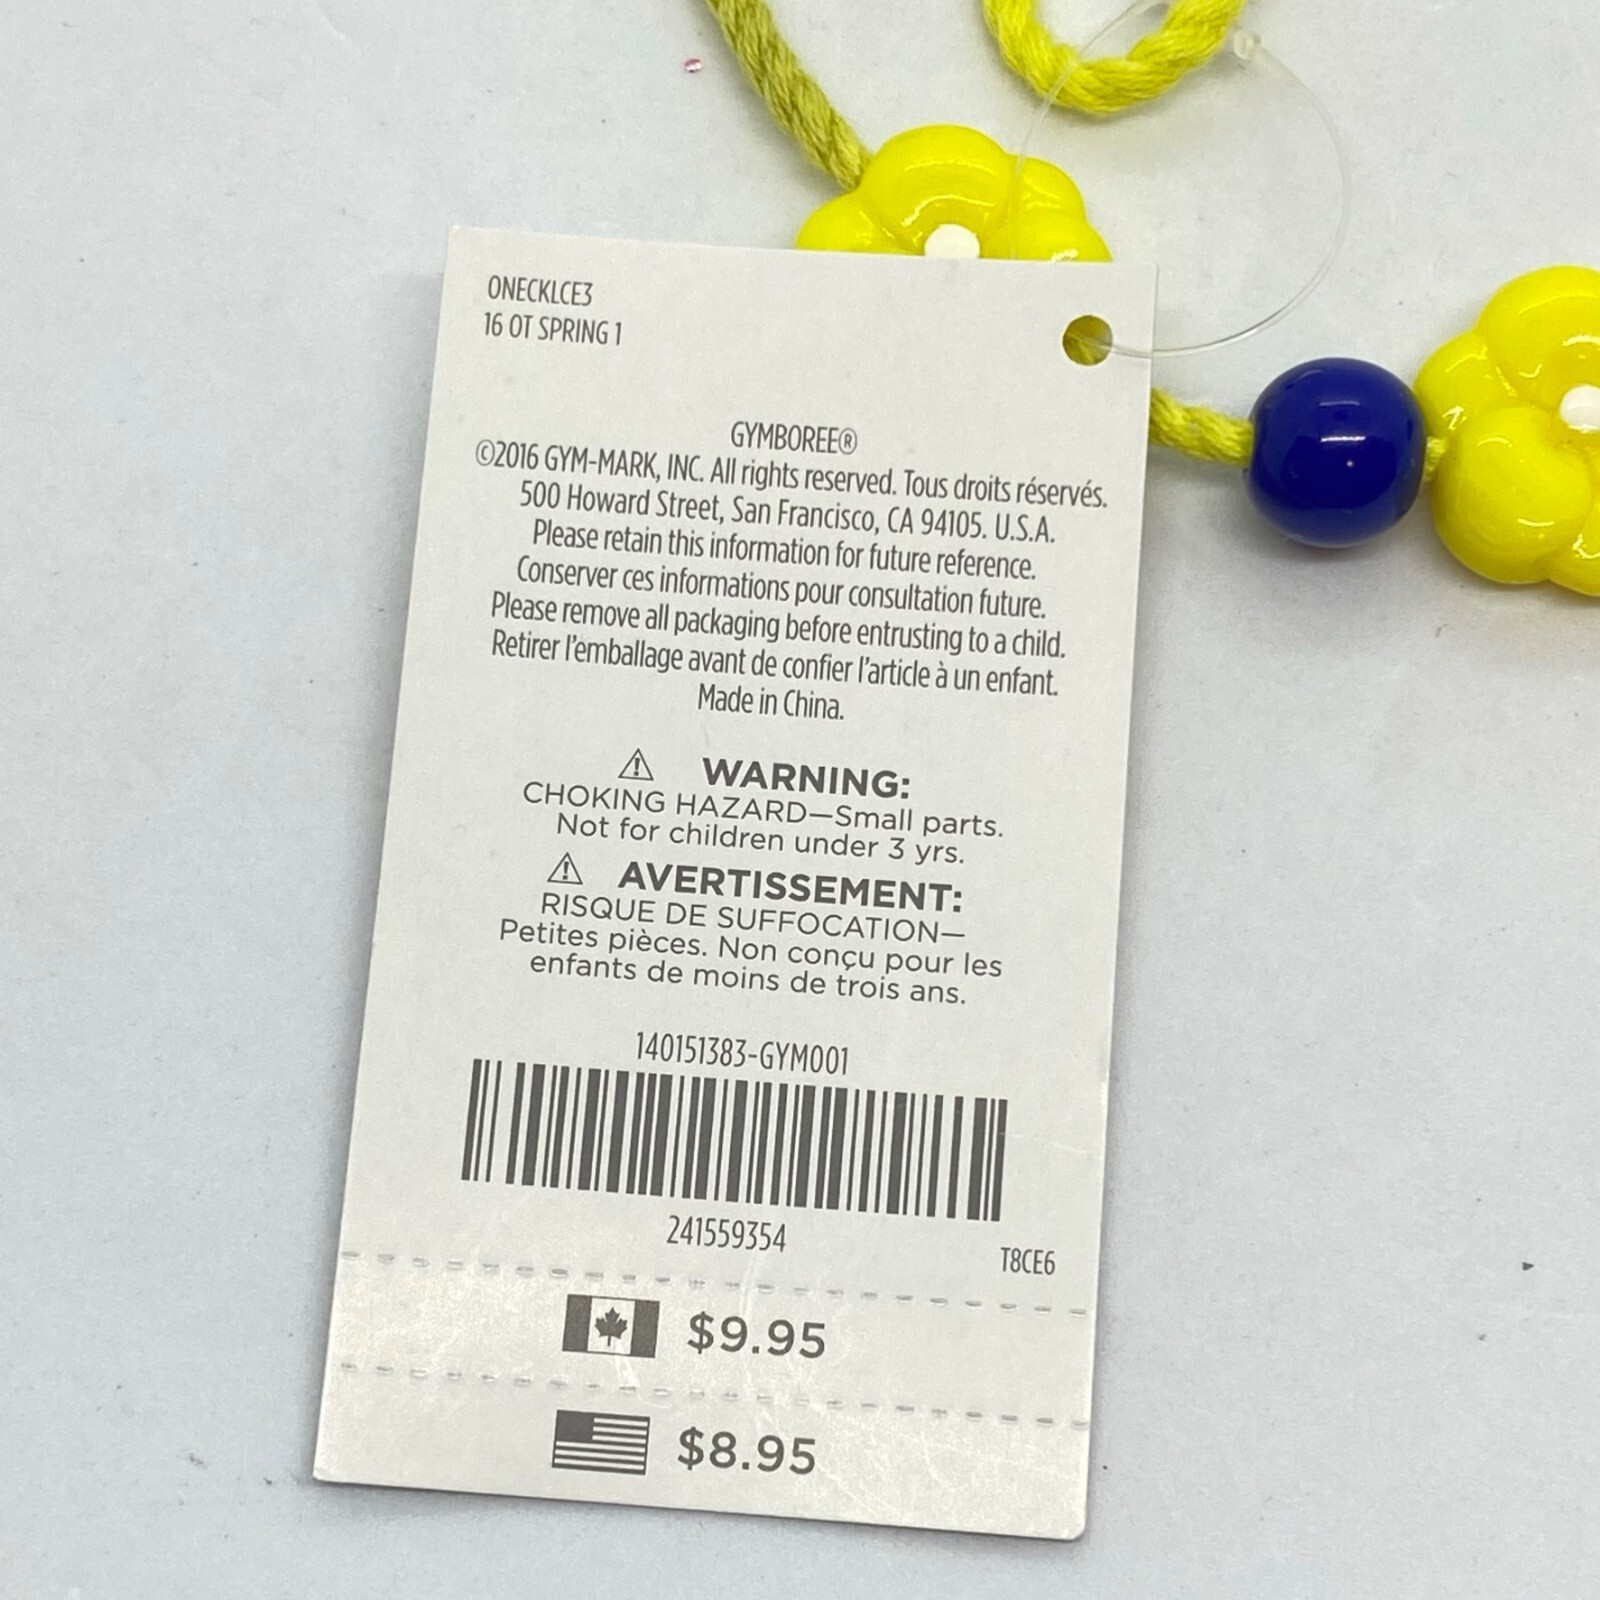 ONECKLCE3
16 OT SPRING 1
GYMBOREE®
©2016 GYM-MARK, INC. All rights reserved. Tous droits réservés.
500 Howard Street, San Francisco, CA 94105. U.S.A.
Please retain this information for future reference.
Conserver ces informations pour consultation future.
Please remove all packaging before entrusting to a child.
Retirer l'emballage avant de confier l'article à un enfant.
Made in China.
⚠ WARNING:
CHOKING HAZARD—Small parts.
Not for children under 3 yrs.
⚠ AVERTISSEMENT:
RISQUE DE SUFFOCATION—
Petites pièces. Non conçu pour les
enfants de moins de trois ans.
140151383-GYM001
241559354
T8CE6
$9.95
$8.95